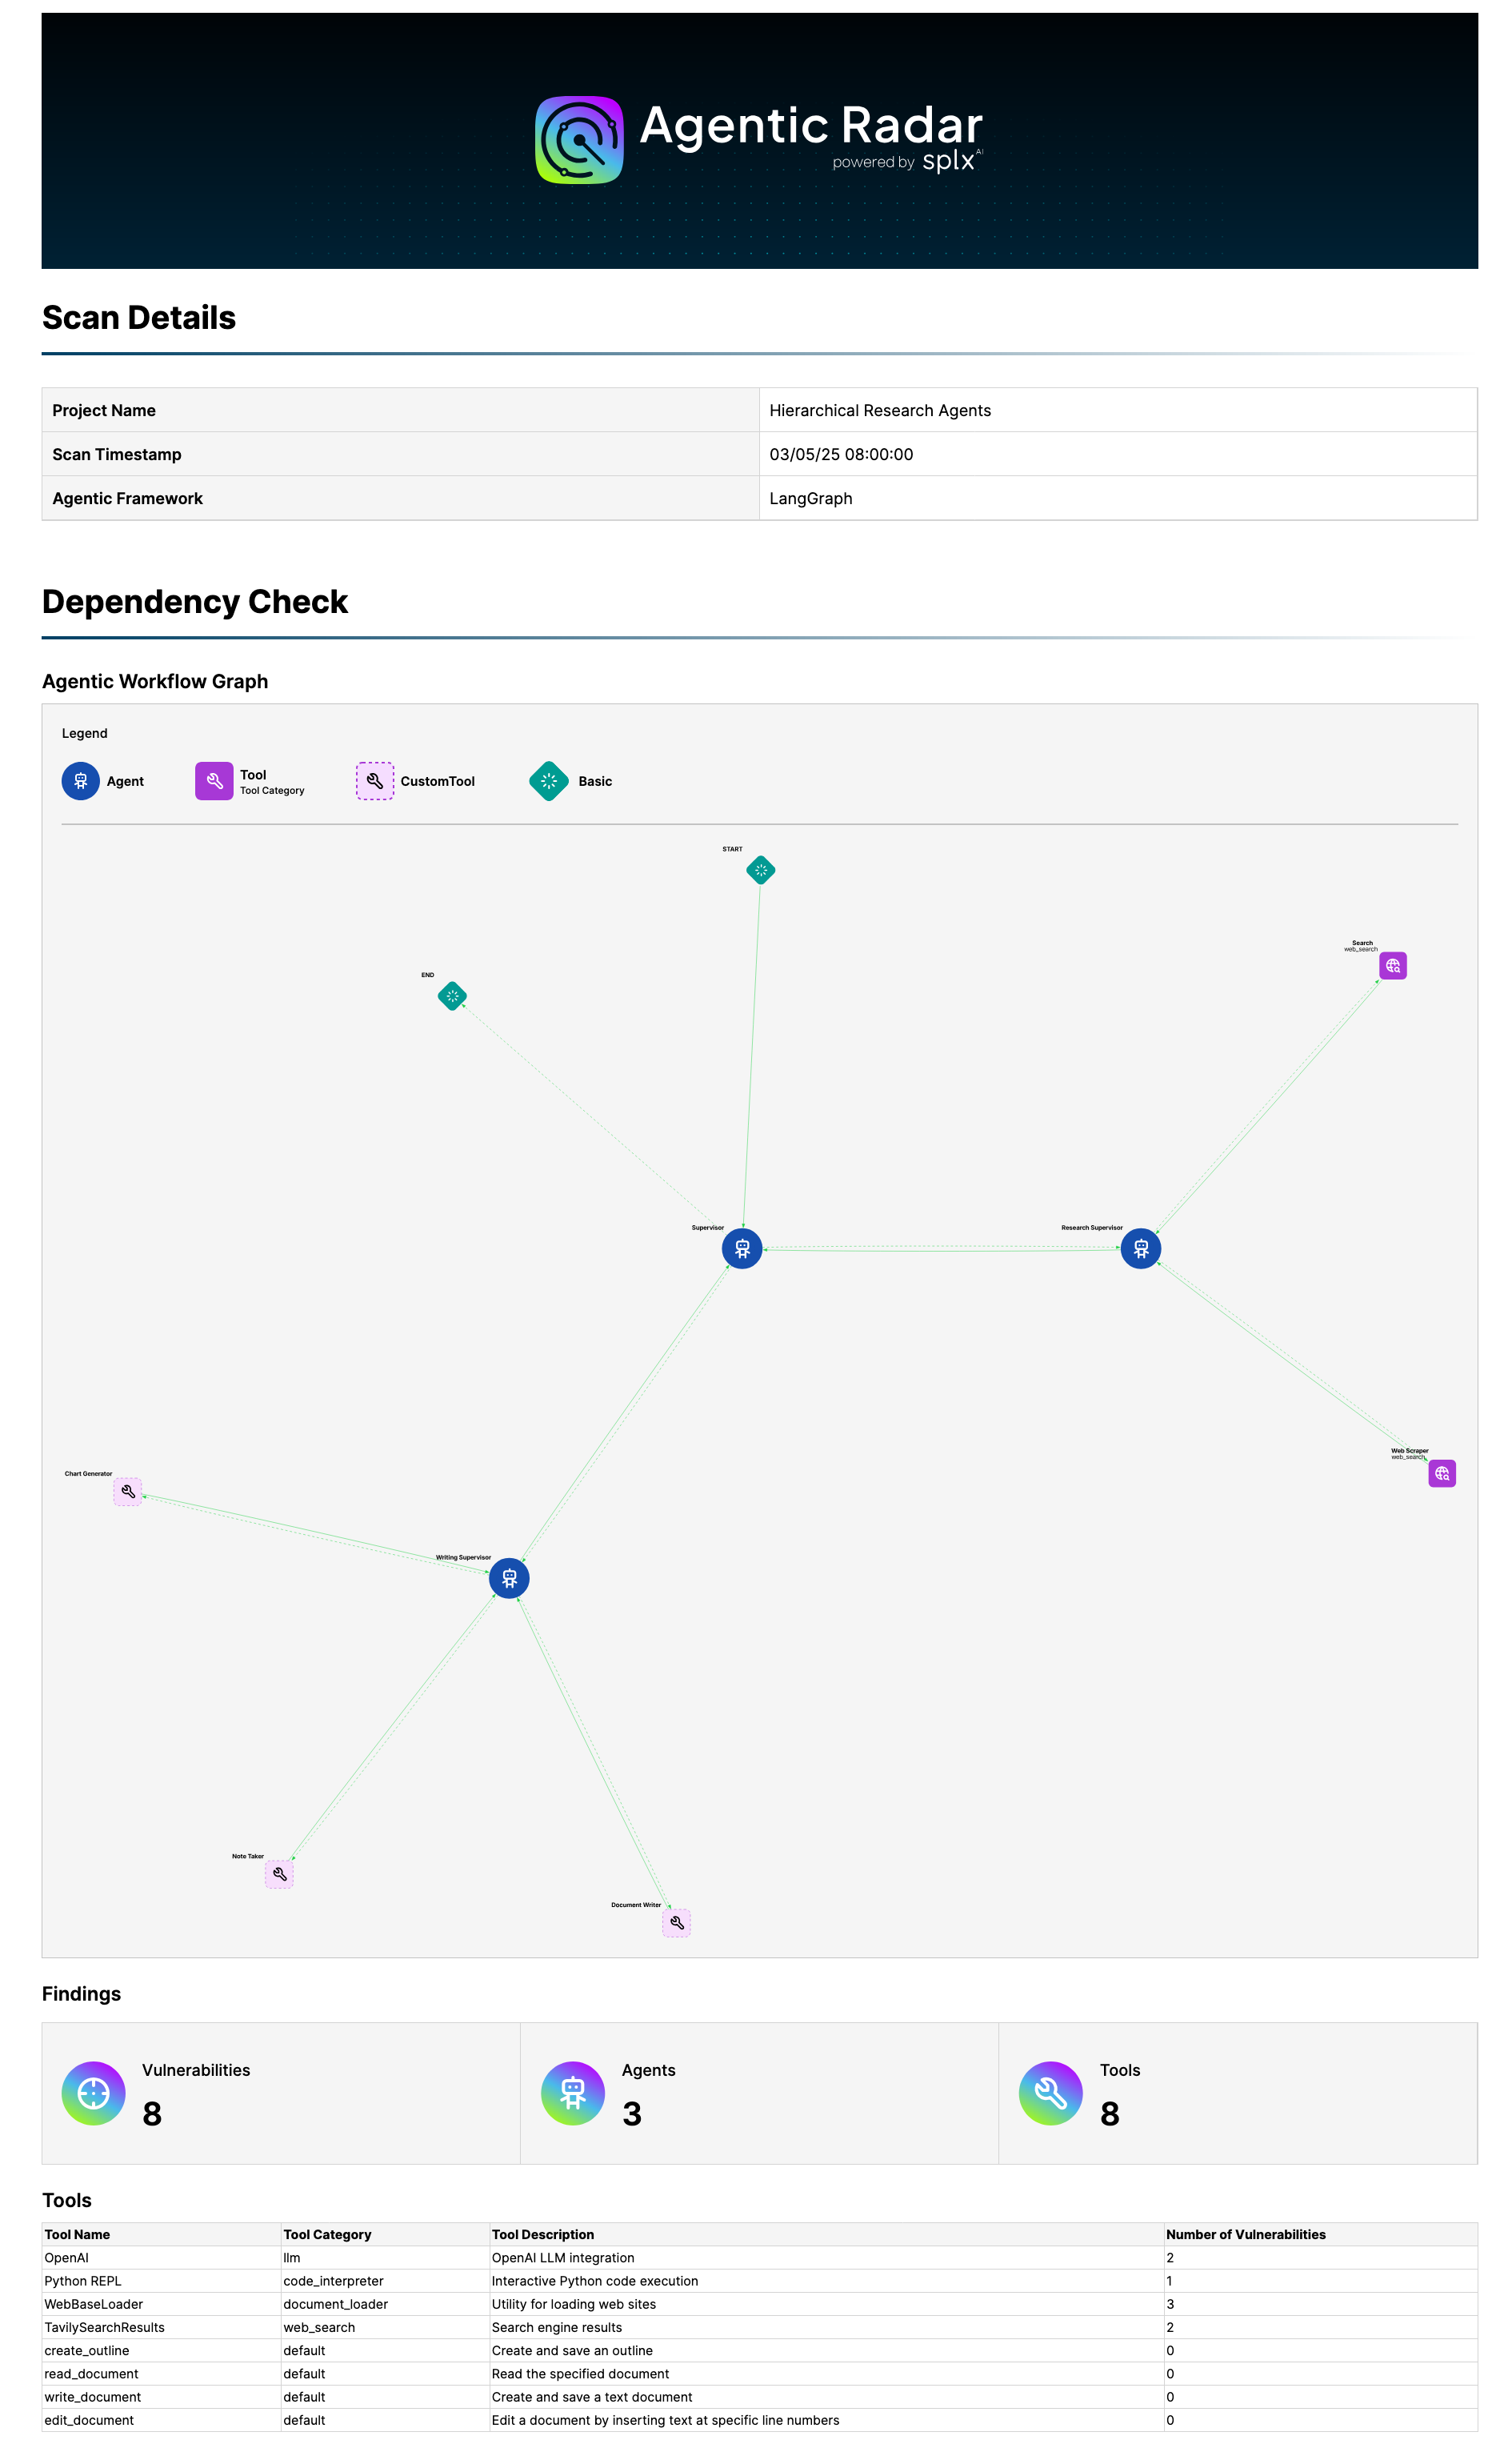 Agentic Radar
powered by splx AI
Scan Details
Project Name Hierarchical Research Agents
Scan Timestamp 03/05/25 08:00:00
Agentic Framework LangGraph
Dependency Check
Agentic Workflow Graph
Legend
Agent
Tool
Tool Category
CustomTool
Basic
START
Search
web_search
END
Supervisor
Research Supervisor
Web Scraper
web_search
Chart Generator
Writing Supervisor
Note Taker
Document Writer
Findings
Vulnerabilities
8
Agents
3
Tools
8
Tools
Tool Name Tool Category Tool Description Number of Vulnerabilities
OpenAI llm OpenAI LLM integration 2
Python REPL code_interpreter Interactive Python code execution 1
WebBaseLoader document_loader Utility for loading web sites 3
TavilySearchResults web_search Search engine results 2
create_outline default Create and save an outline 0
read_document default Read the specified document 0
write_document default Create and save a text document 0
edit_document default Edit a document by inserting text at specific line numbers 0